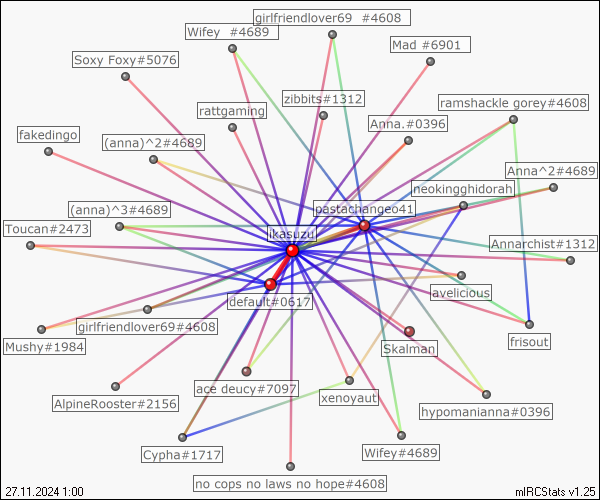 girlfriendlover69 #4608
Wifey #4689
Mad #6901
Soxy Foxy#5076
zibbits#1312
ramshackle gorey#4608
rattgaming
Anna.#0396
fakedingo
(anna)^2#4689
Anna^2#4689
neokingghidorah
(anna)^3#4689
pastachangeo41
Toucan#2473
likasuzu
Annarchist#1312
avelicious
default#0617
girlfriendlover69#4608
Mushy#1984
Skalman
frisout
ace deucy#7097
xenoyaut
AlpineRooster#2156
hypomanianna#0396
Cypha#1717
Wifey#4689
no cops no laws no hope#4608
27.11.2024 1:00
mIRCStats v1.25